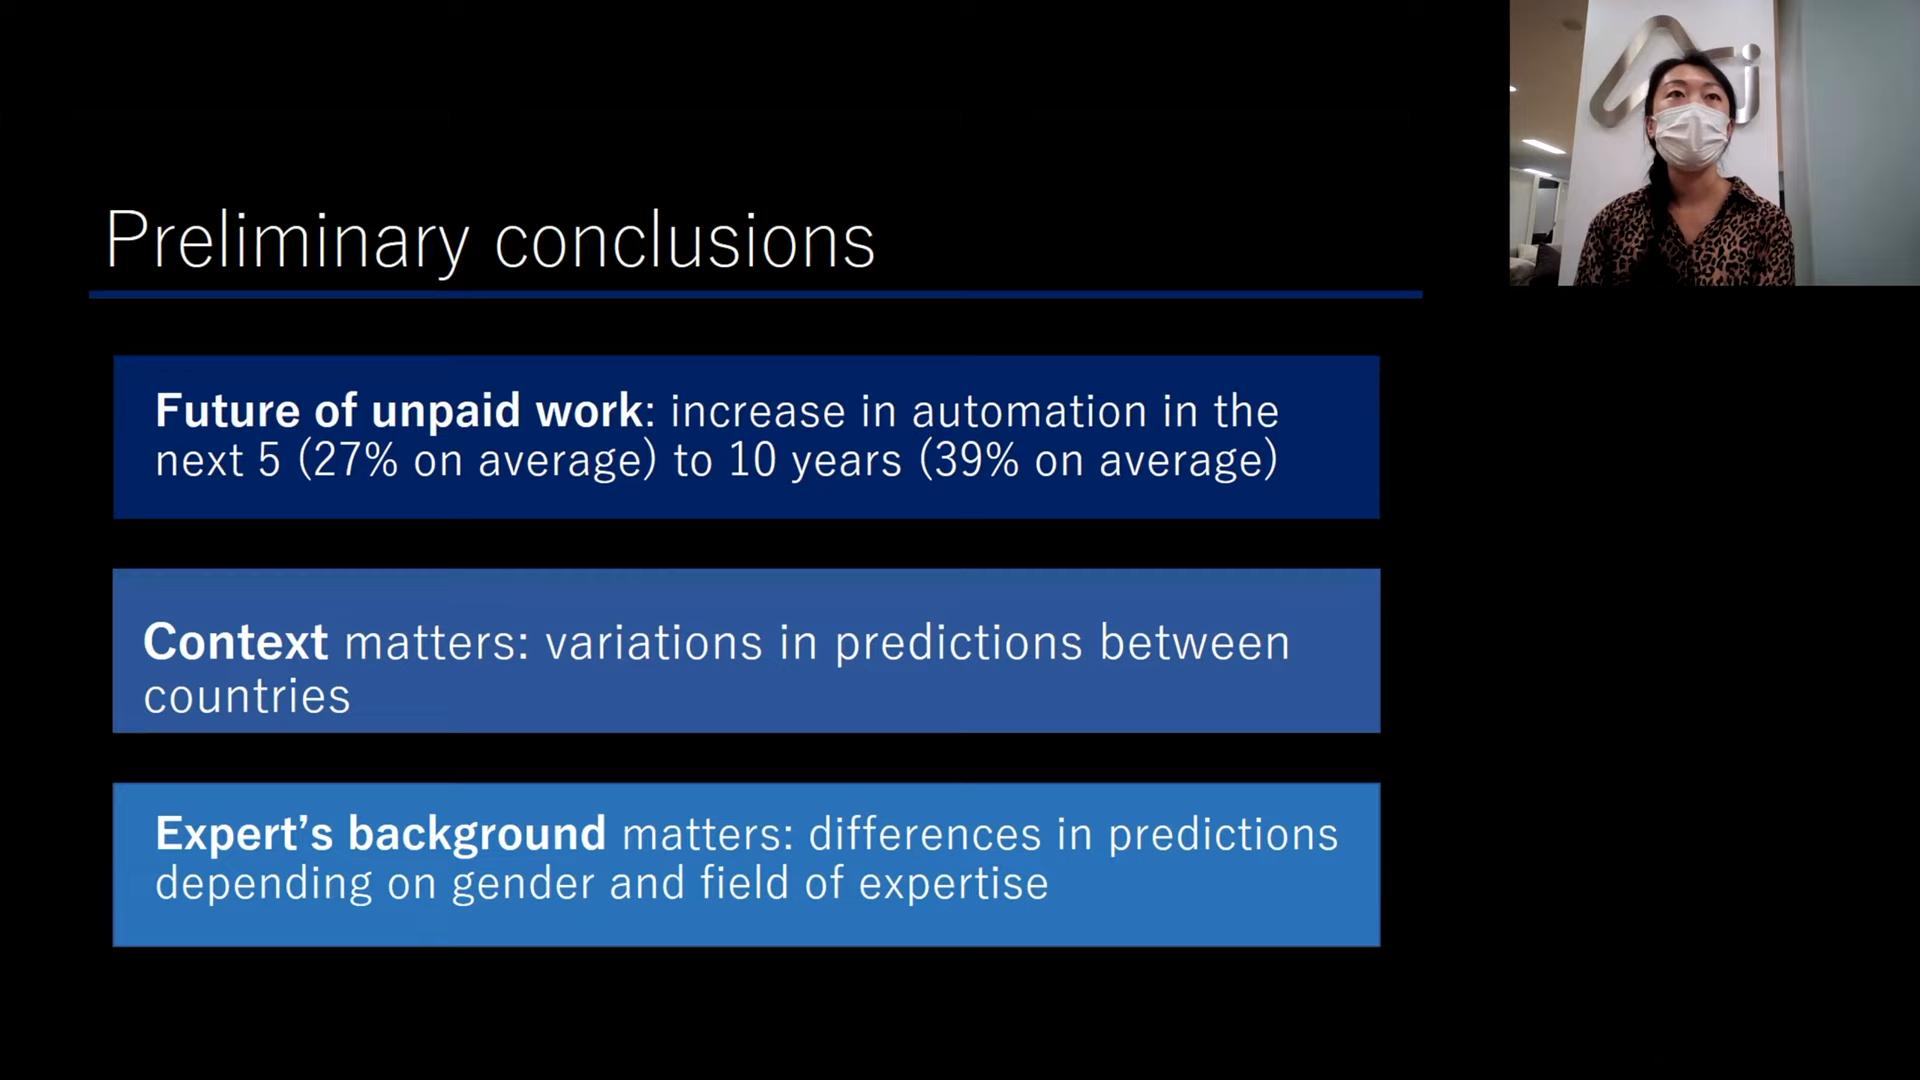 Preliminary conclusions
Future of unpaid work: increase in automation in the
next 5 (27% on average) to 10 years (39% on average)
Context matters: variations in predictions between
countries
Expert’s background matters: differences in predictions
depending on gender and field of expertise